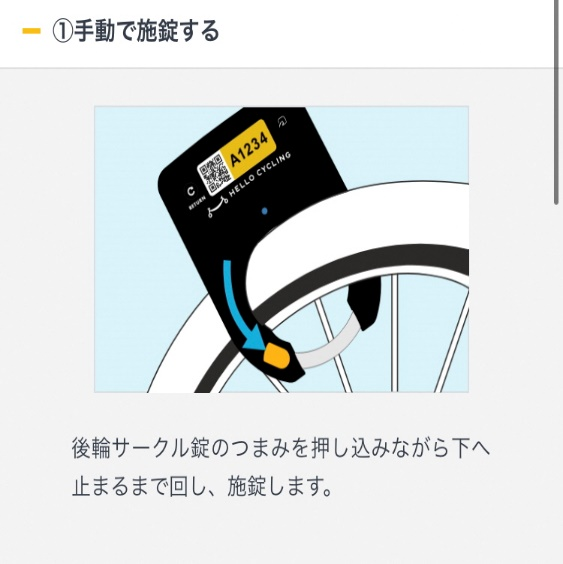 ①手動で施錠する
A1234
RETURN
HELLO CYCLING
後輪サークル錠のつまみを押し込みながら下へ
止まるまで回し、施錠します。